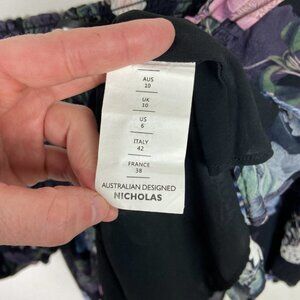 AUS
10
UK
10
US
6
ITALY
42
FRANCE
38
AUSTRALIAN DESIGNED
NICHOLAS